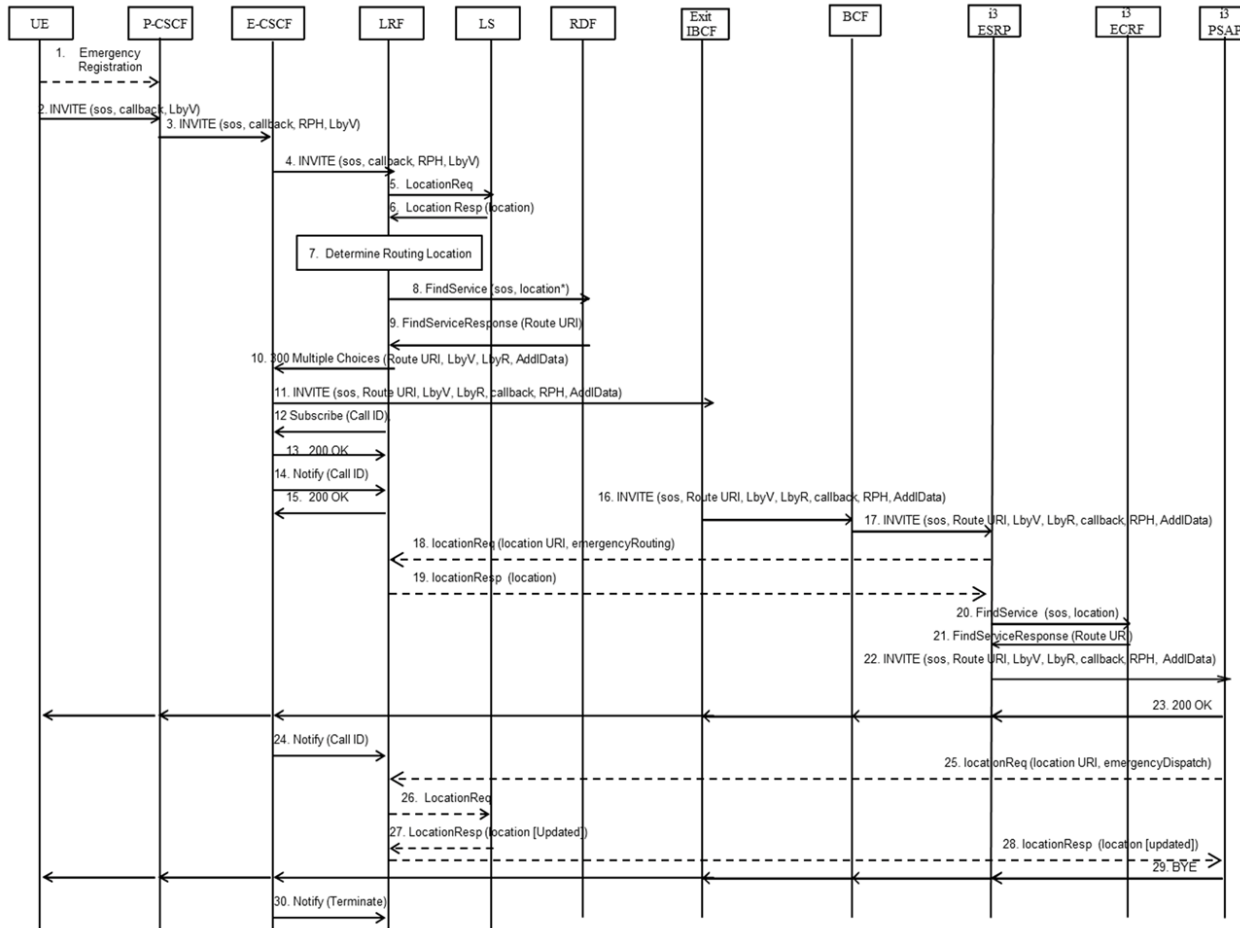 UE
P-CSCF
E-CSCF
LRF
LS
RDF
Exit
IBCF
BCF
i3
ESRP
i3
ECRF
i3
PSAP
1. Emergency
Registration
2. INVITE (sos, callback, LbyV)
3. INVITE (sos, callback, RPH, LbyV)
4. INVITE (sos, callback, RPH, LbyV)
5. LocationReq
6. Location Resp (location)
7. Determine Routing Location
8. FindService (sos, location*)
9. FindServiceResponse (Route URI)
10. 300 Multiple Choices (Route URI, LbyV, LbyR, AddlData)
11. INVITE (sos, Route URI, LbyV, LbyR, callback, RPH, AddlData)
12 Subscribe (Call ID)
13. 200 OK
14. Notify (Call ID)
15. 200 OK
16. INVITE (sos, Route URI, LbyV, LbyR, callback, RPH, AddlData)
17. INVITE (sos, Route URI, LbyV, LbyR, callback, RPH, AddlData)
18. locationReq (location URI, emergencyRouting)
19. locationResp (location)
20. FindService (sos, location)
21. FindServiceResponse (Route URI)
22. INVITE (sos, Route URI, LbyV, LbyR, callback, RPH, AddlData)
23. 200 OK
24. Notify (Call ID)
25. locationReq (location URI, emergencyDispatch)
26. LocationReq
27. LocationResp (location [Updated])
28. locationResp (location [updated])
29. BYE
30. Notify (Terminate)